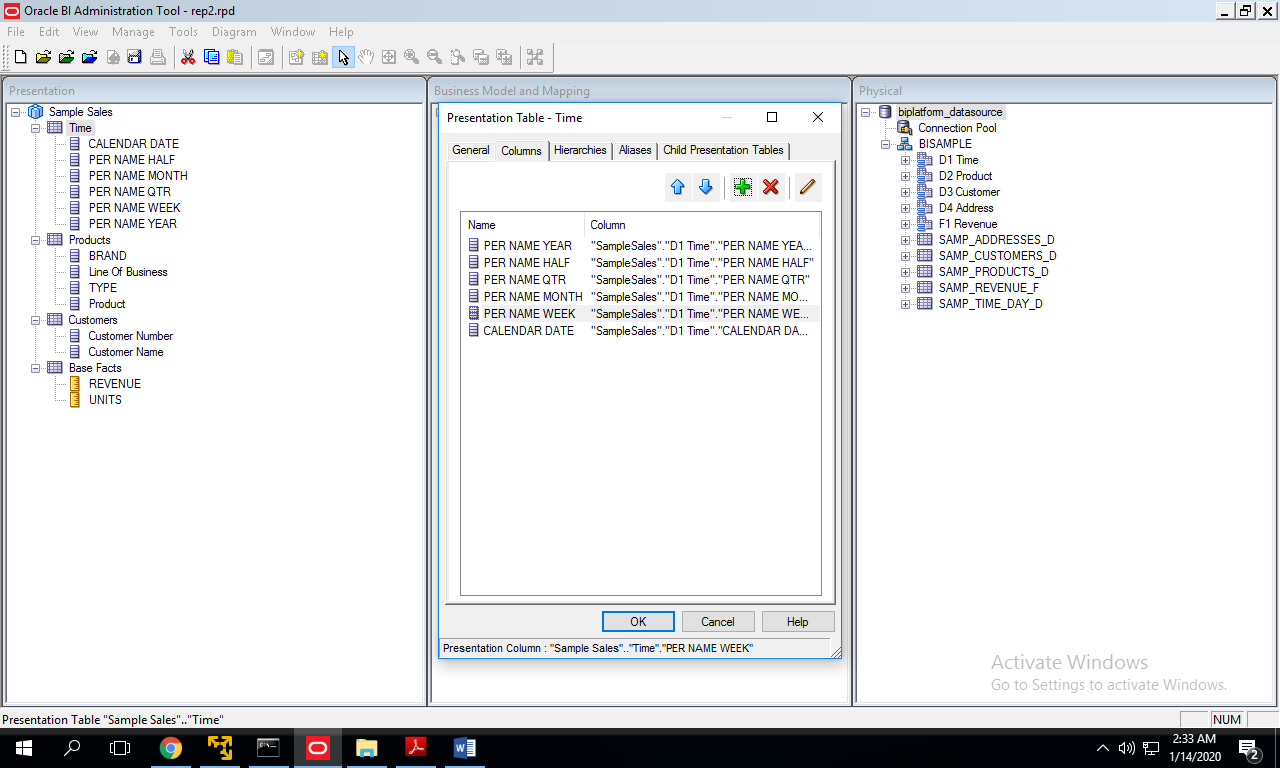 Oracle BI Administration Tool - rep2.rpd
File Edit View Manage Tools Diagram Window Help
Presentation
Sample Sales
Time
CALENDAR DATE
PER NAME HALF
PER NAME MONTH
PER NAME QTR
PER NAME WEEK
PER NAME YEAR
Products
BRAND
Line Of Business
TYPE
Product
Customers
Customer Number
Customer Name
Base Facts
REVENUE
UNITS
Business Model and Mapping
Presentation Table - Time
General Columns Hierarchies Aliases Child Presentation Tables
Name Column
PER NAME YEAR "SampleSales"."D1 Time"."PER NAME YEA...
PER NAME HALF "SampleSales"."D1 Time"."PER NAME HALF"
PER NAME QTR "SampleSales"."D1 Time"."PER NAME QTR"
PER NAME MONTH "SampleSales"."D1 Time"."PER NAME MO...
PER NAME WEEK "SampleSales"."D1 Time"."PER NAME WE...
CALENDAR DATE "SampleSales"."D1 Time"."CALENDAR DA...
OK Cancel Help
Presentation Column : "Sample Sales".."Time"."PER NAME WEEK"
Physical
biplatform_datasource
Connection Pool
BISAMPLE
D1 Time
D2 Product
D3 Customer
D4 Address
F1 Revenue
SAMP_ADDRESSES_D
SAMP_CUSTOMERS_D
SAMP_PRODUCTS_D
SAMP_REVENUE_F
SAMP_TIME_DAY_D
Activate Windows
Go to Settings to activate Windows.
Presentation Table "Sample Sales".."Time"
NUM
2:33 AM
1/14/2020
2